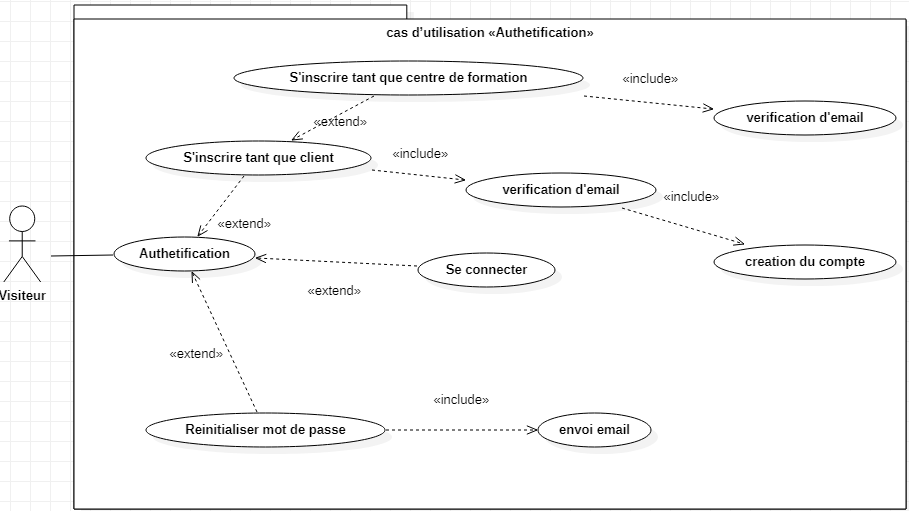 cas d'utilisation «Authetification»
S'inscrire tant que centre de formation
«include»
verification d'email
«extend»
S'inscrire tant que client
«include»
verification d'email
«include»
«extend»
Authetification
creation du compte
Se connecter
«extend»
Visiteur
«extend»
«include»
Reinitialiser mot de passe
envoi email